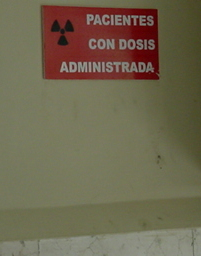 PACIENTES
CON DOSIS
ADMINISTRADA